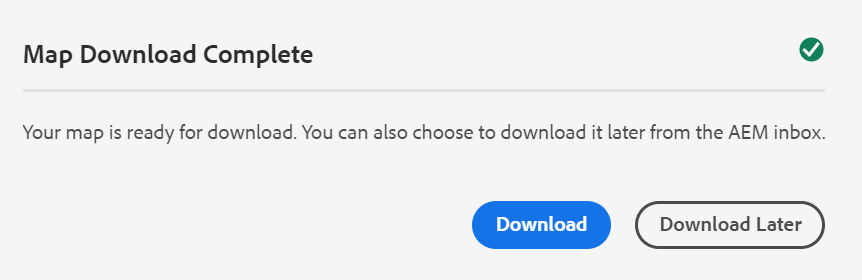 Map Download Complete
Your map is ready for download. You can also choose to download it later from the AEM inbox.
Download
Download Later